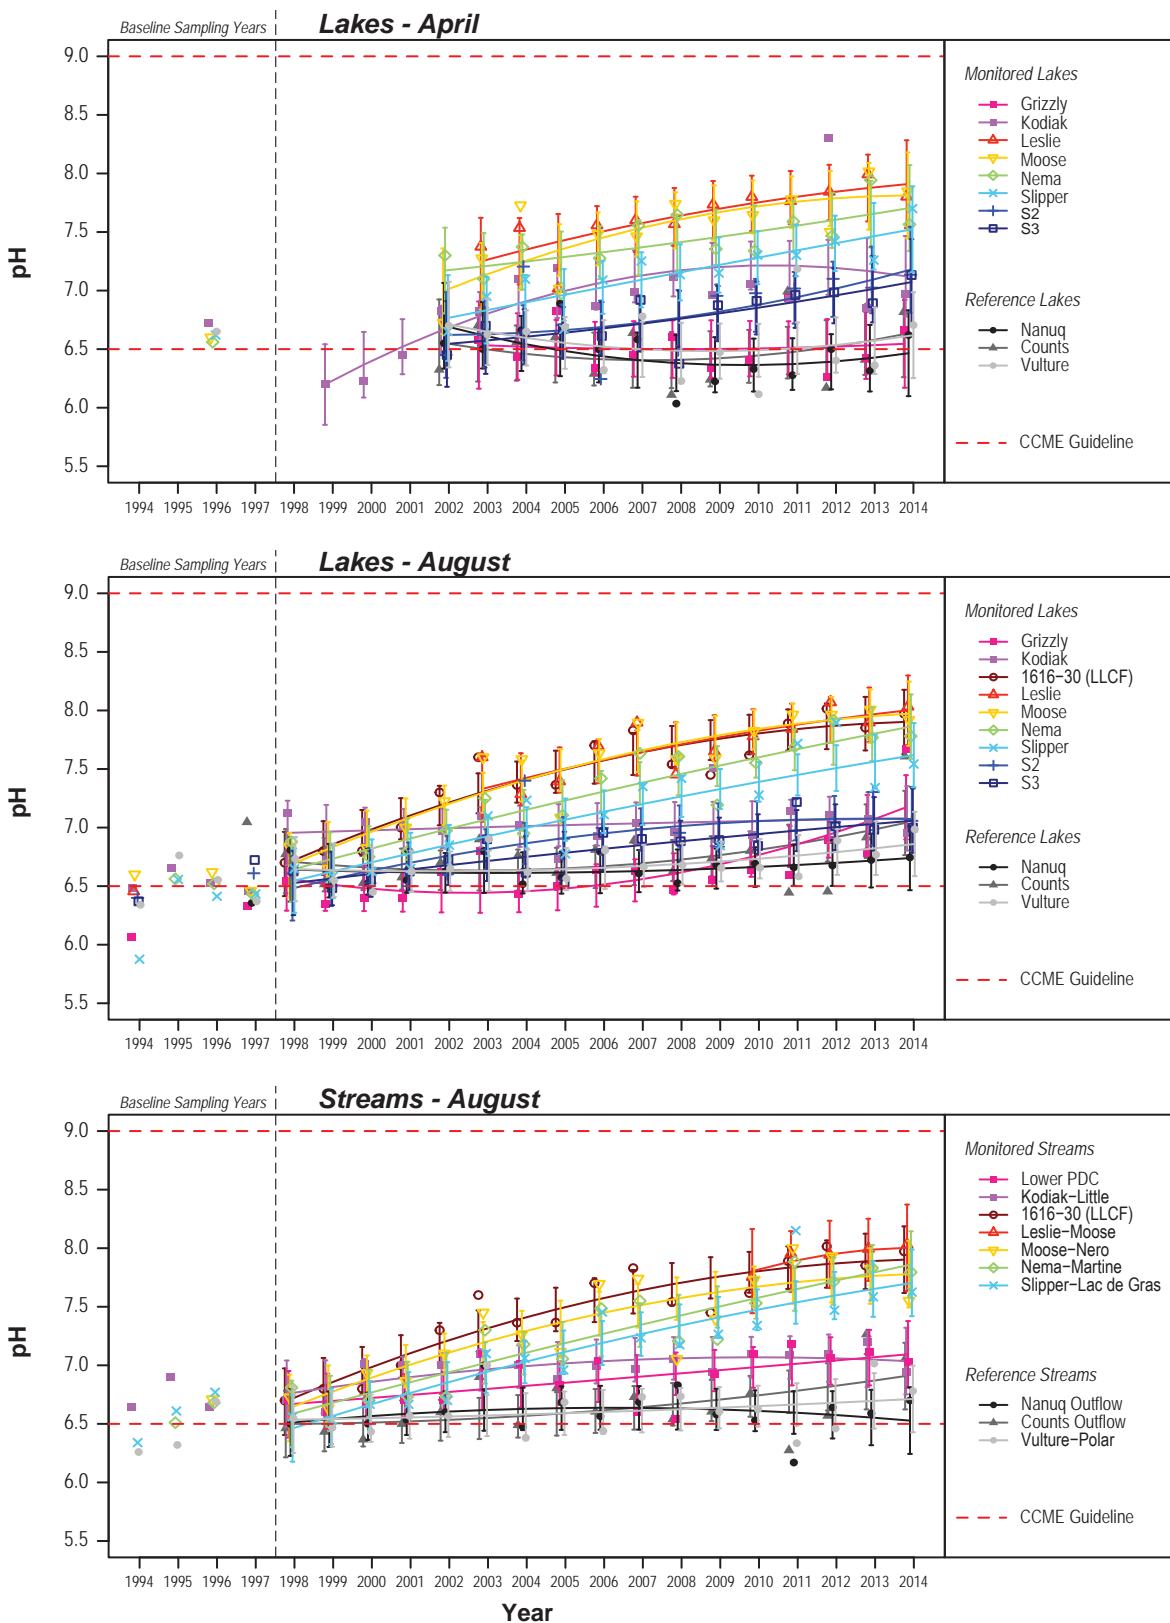 Baseline Sampling Years
Lakes - April
pH
9.0
8.5
8.0
7.5
7.0
6.5
6.0
5.5
1994 1995 1996 1997 1998 1999 2000 2001 2002 2003 2004 2005 2006 2007 2008 2009 2010 2011 2012 2013 2014
Monitored Lakes
Grizzly
Kodiak
Leslie
Moose
Nema
Slipper
S2
S3
Reference Lakes
Nanuq
Counts
Vulture
CCME Guideline
Baseline Sampling Years
Lakes - August
pH
9.0
8.5
8.0
7.5
7.0
6.5
6.0
5.5
1994 1995 1996 1997 1998 1999 2000 2001 2002 2003 2004 2005 2006 2007 2008 2009 2010 2011 2012 2013 2014
Monitored Lakes
Grizzly
Kodiak
1616-30 (LLCF)
Leslie
Moose
Nema
Slipper
S2
S3
Reference Lakes
Nanuq
Counts
Vulture
CCME Guideline
Baseline Sampling Years
Streams - August
pH
9.0
8.5
8.0
7.5
7.0
6.5
6.0
5.5
1994 1995 1996 1997 1998 1999 2000 2001 2002 2003 2004 2005 2006 2007 2008 2009 2010 2011 2012 2013 2014
Monitored Streams
Lower PDC
Kodiak-Little
1616-30 (LLCF)
Leslie-Moose
Moose-Nero
Nema-Martine
Slipper-Lac de Gras
Reference Streams
Nanuq Outflow
Counts Outflow
Vulture-Polar
CCME Guideline
Year